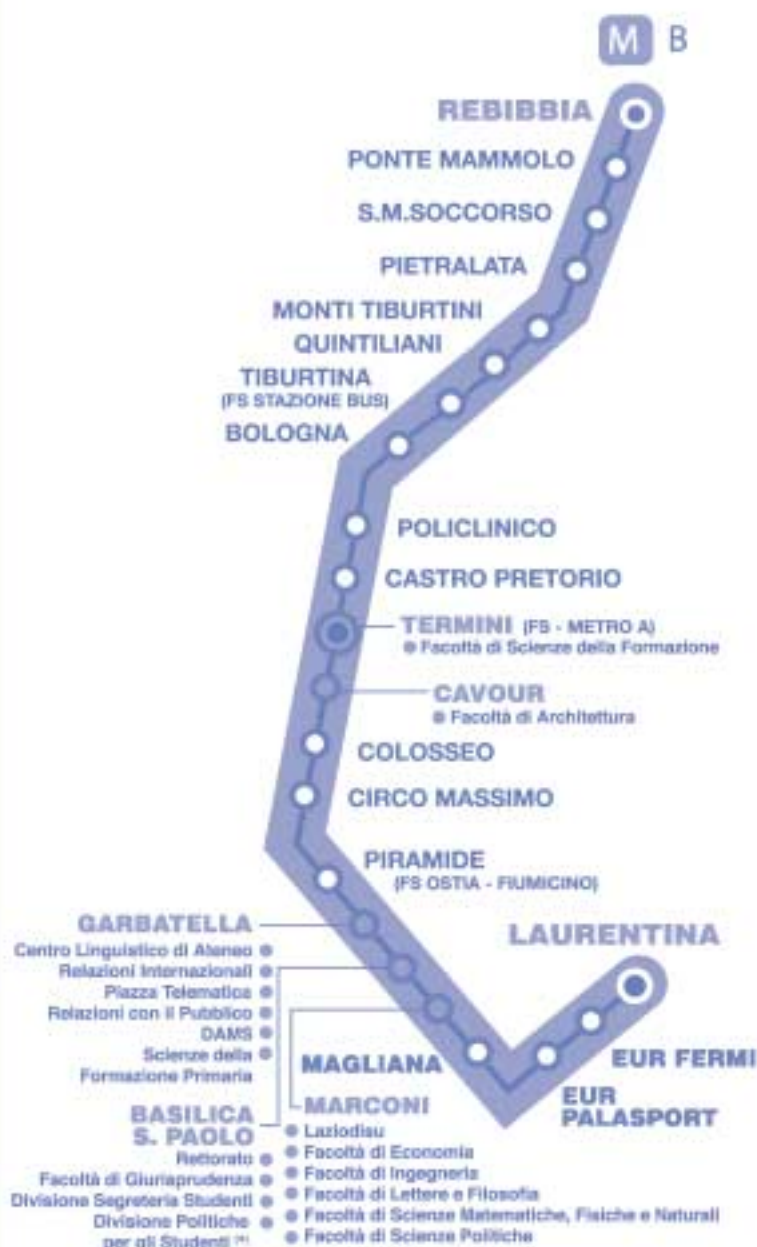 M B
REBIBBIA
PONTE MAMMOLO
S.M.SOCCORSO
PIETRALATA
MONTI TIBURTINI
QUINTILIANI
TIBURTINA
(FS STAZIONE BUS)
BOLOGNA
POLICLINICO
CASTRO PRETORIO
TERMINI (FS - METRO A)
Facoltà di Scienze della Formazione
CAVOUR
Facoltà di Architettura
COLOSSEO
CIRCO MASSIMO
PIRAMIDE
(FS OSTIA - FIUMICINO)
GARBATELLA
Centro Linguistico di Ateneo
Relazioni Internazionali
Piazza Telematica
Relazioni con il Pubblico
DAMS
Scienze della
Formazione Primaria
LAURENTINA
EUR FERMI
EUR
PALASPORT
MAGLIANA
BASILICA
S. PAOLO
Rettorato
Facoltà di Giurisprudenza
Divisione Segreteria Studenti
Divisione Politiche
per gli Studenti (*)
MARCONI
Laziodisu
Facoltà di Economia
Facoltà di Ingegneria
Facoltà di Lettere e Filosofia
Facoltà di Scienze Matematiche, Fisiche e Naturali
Facoltà di Scienze Politiche